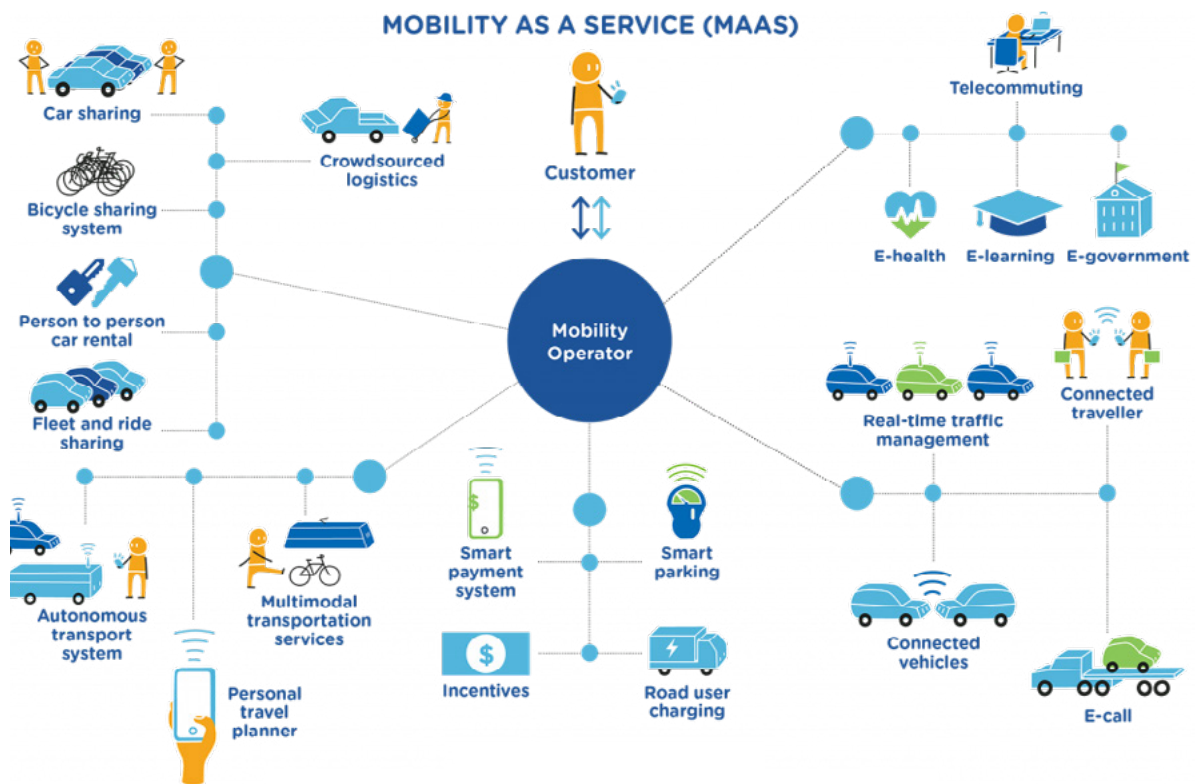 MOBILITY AS A SERVICE (MAAS)
Car sharing
Crowdsourced
logistics
Customer
Telecommuting
Bicycle sharing
system
E-health
E-learning
E-government
Person to person
car rental
Mobility
Operator
Fleet and ride
sharing
Real-time traffic
management
Connected
traveller
$
Smart
payment
system
Smart
parking
Autonomous
transport
system
Multimodal
transportation
services
Connected
vehicles
$
Incentives
Road user
charging
Personal
travel
planner
E-call